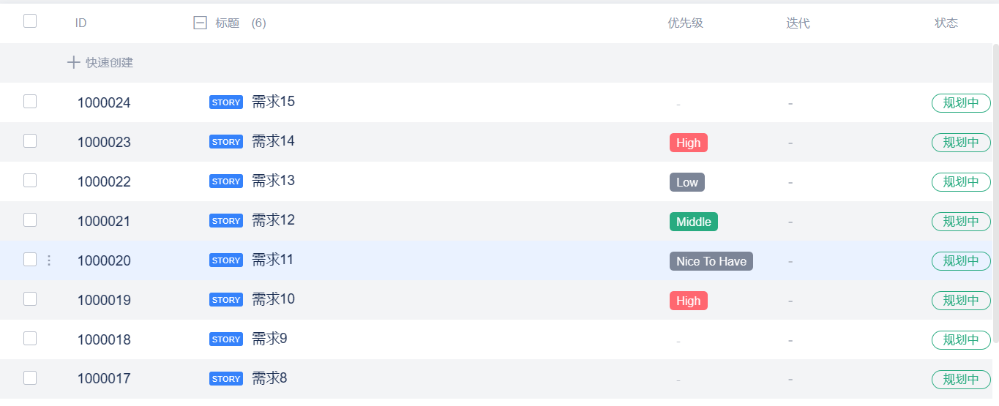 ID 标题 (6) 优先级 迭代 状态
快速创建
1000024 STORY 需求15 - - 规划中
1000023 STORY 需求14 High - 规划中
1000022 STORY 需求13 Low - 规划中
1000021 STORY 需求12 Middle - 规划中
1000020 STORY 需求11 Nice To Have - 规划中
1000019 STORY 需求10 High - 规划中
1000018 STORY 需求9 - - 规划中
1000017 STORY 需求8 - - 规划中